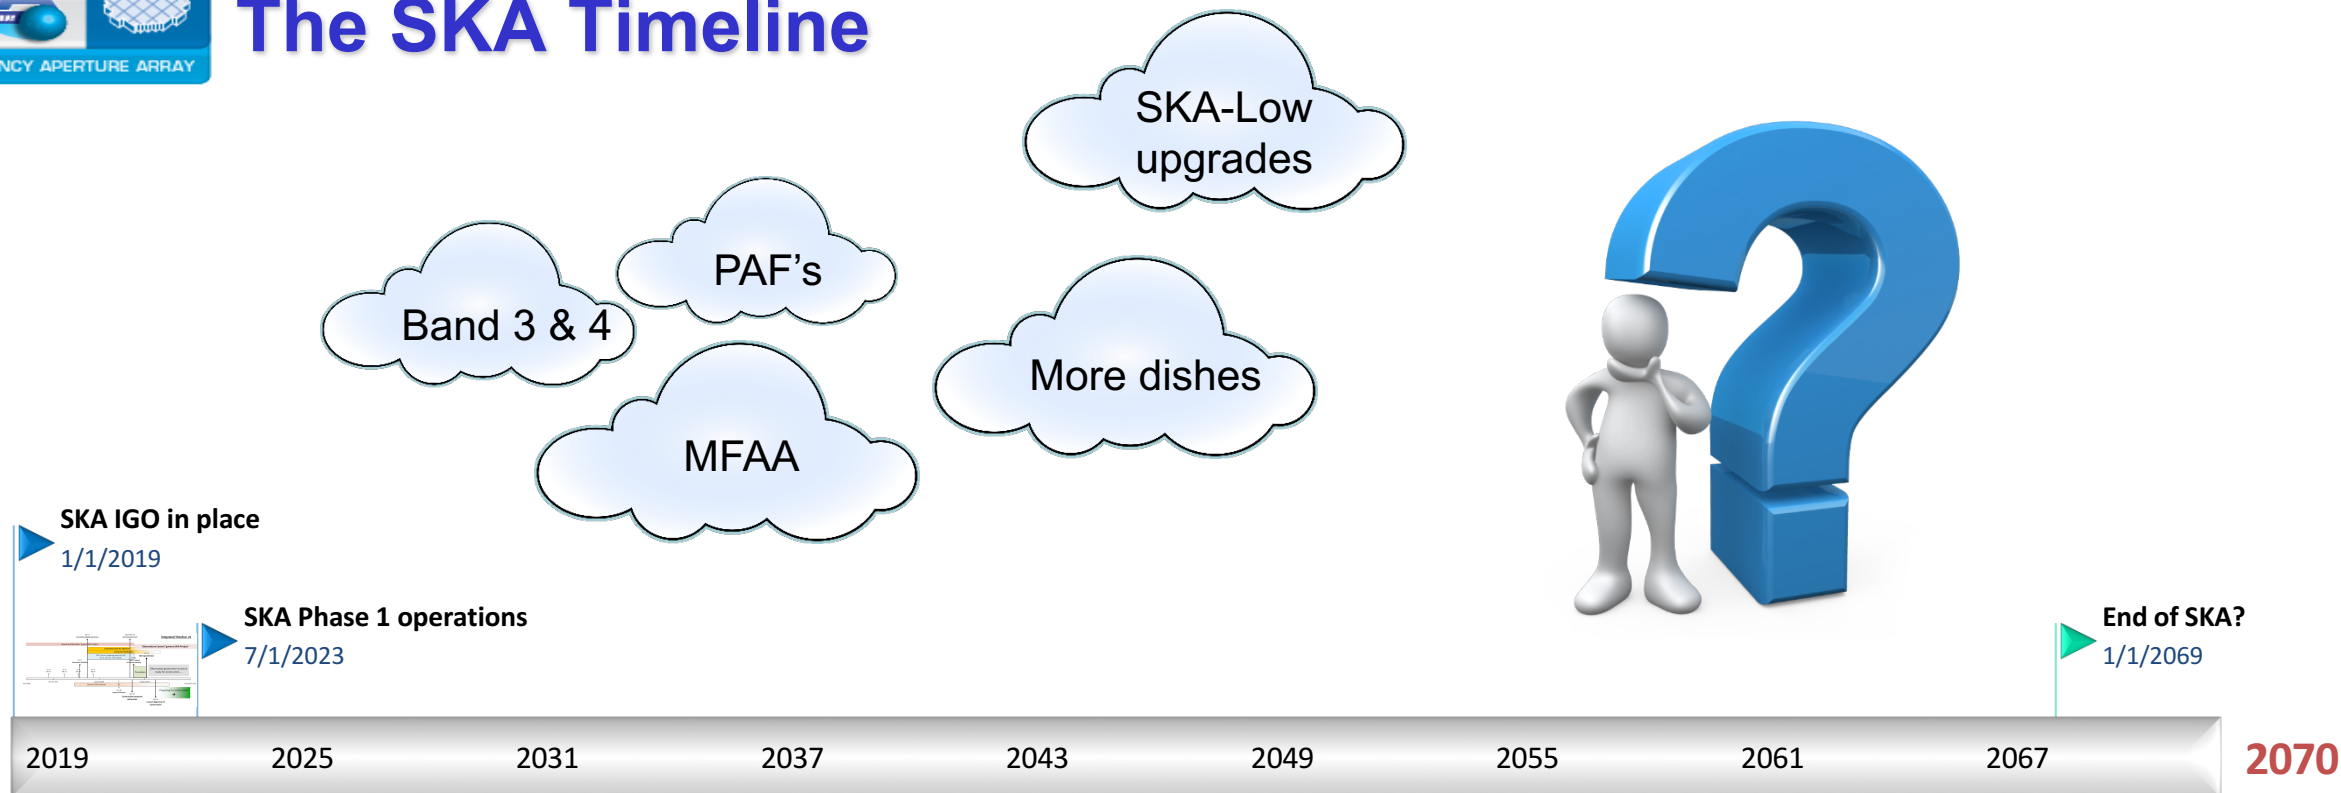 The SKA Timeline
NCY APERTURE ARRAY
SKA-Low
upgrades
PAF's
Band 3 & 4
More dishes
MFAA
SKA IGO in place
1/1/2019
SKA Phase 1 operations
7/1/2023
End of SKA?
1/1/2069
2019 2025 2031 2037 2043 2049 2055 2061 2067 2070